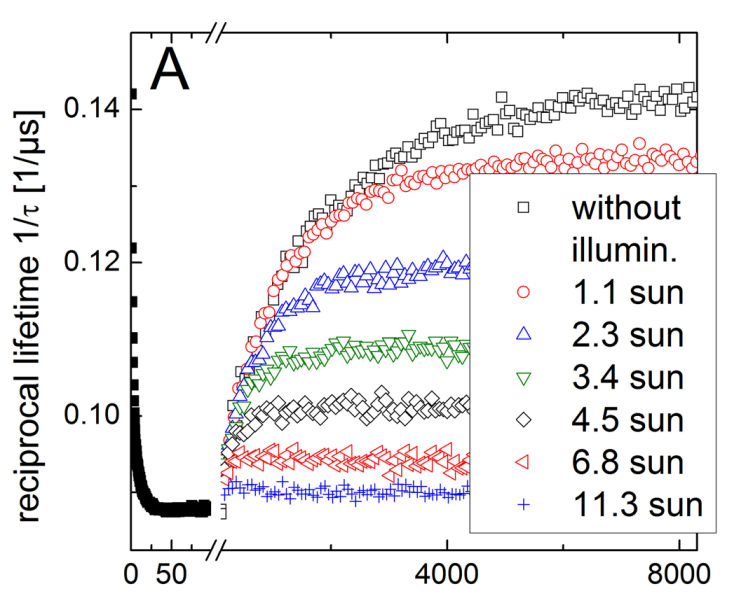 A
reciprocal lifetime 1/τ [1/µs]
0.14
0.12
0.10
without
illumin.
1.1 sun
2.3 sun
3.4 sun
4.5 sun
6.8 sun
11.3 sun
0 50 4000 8000